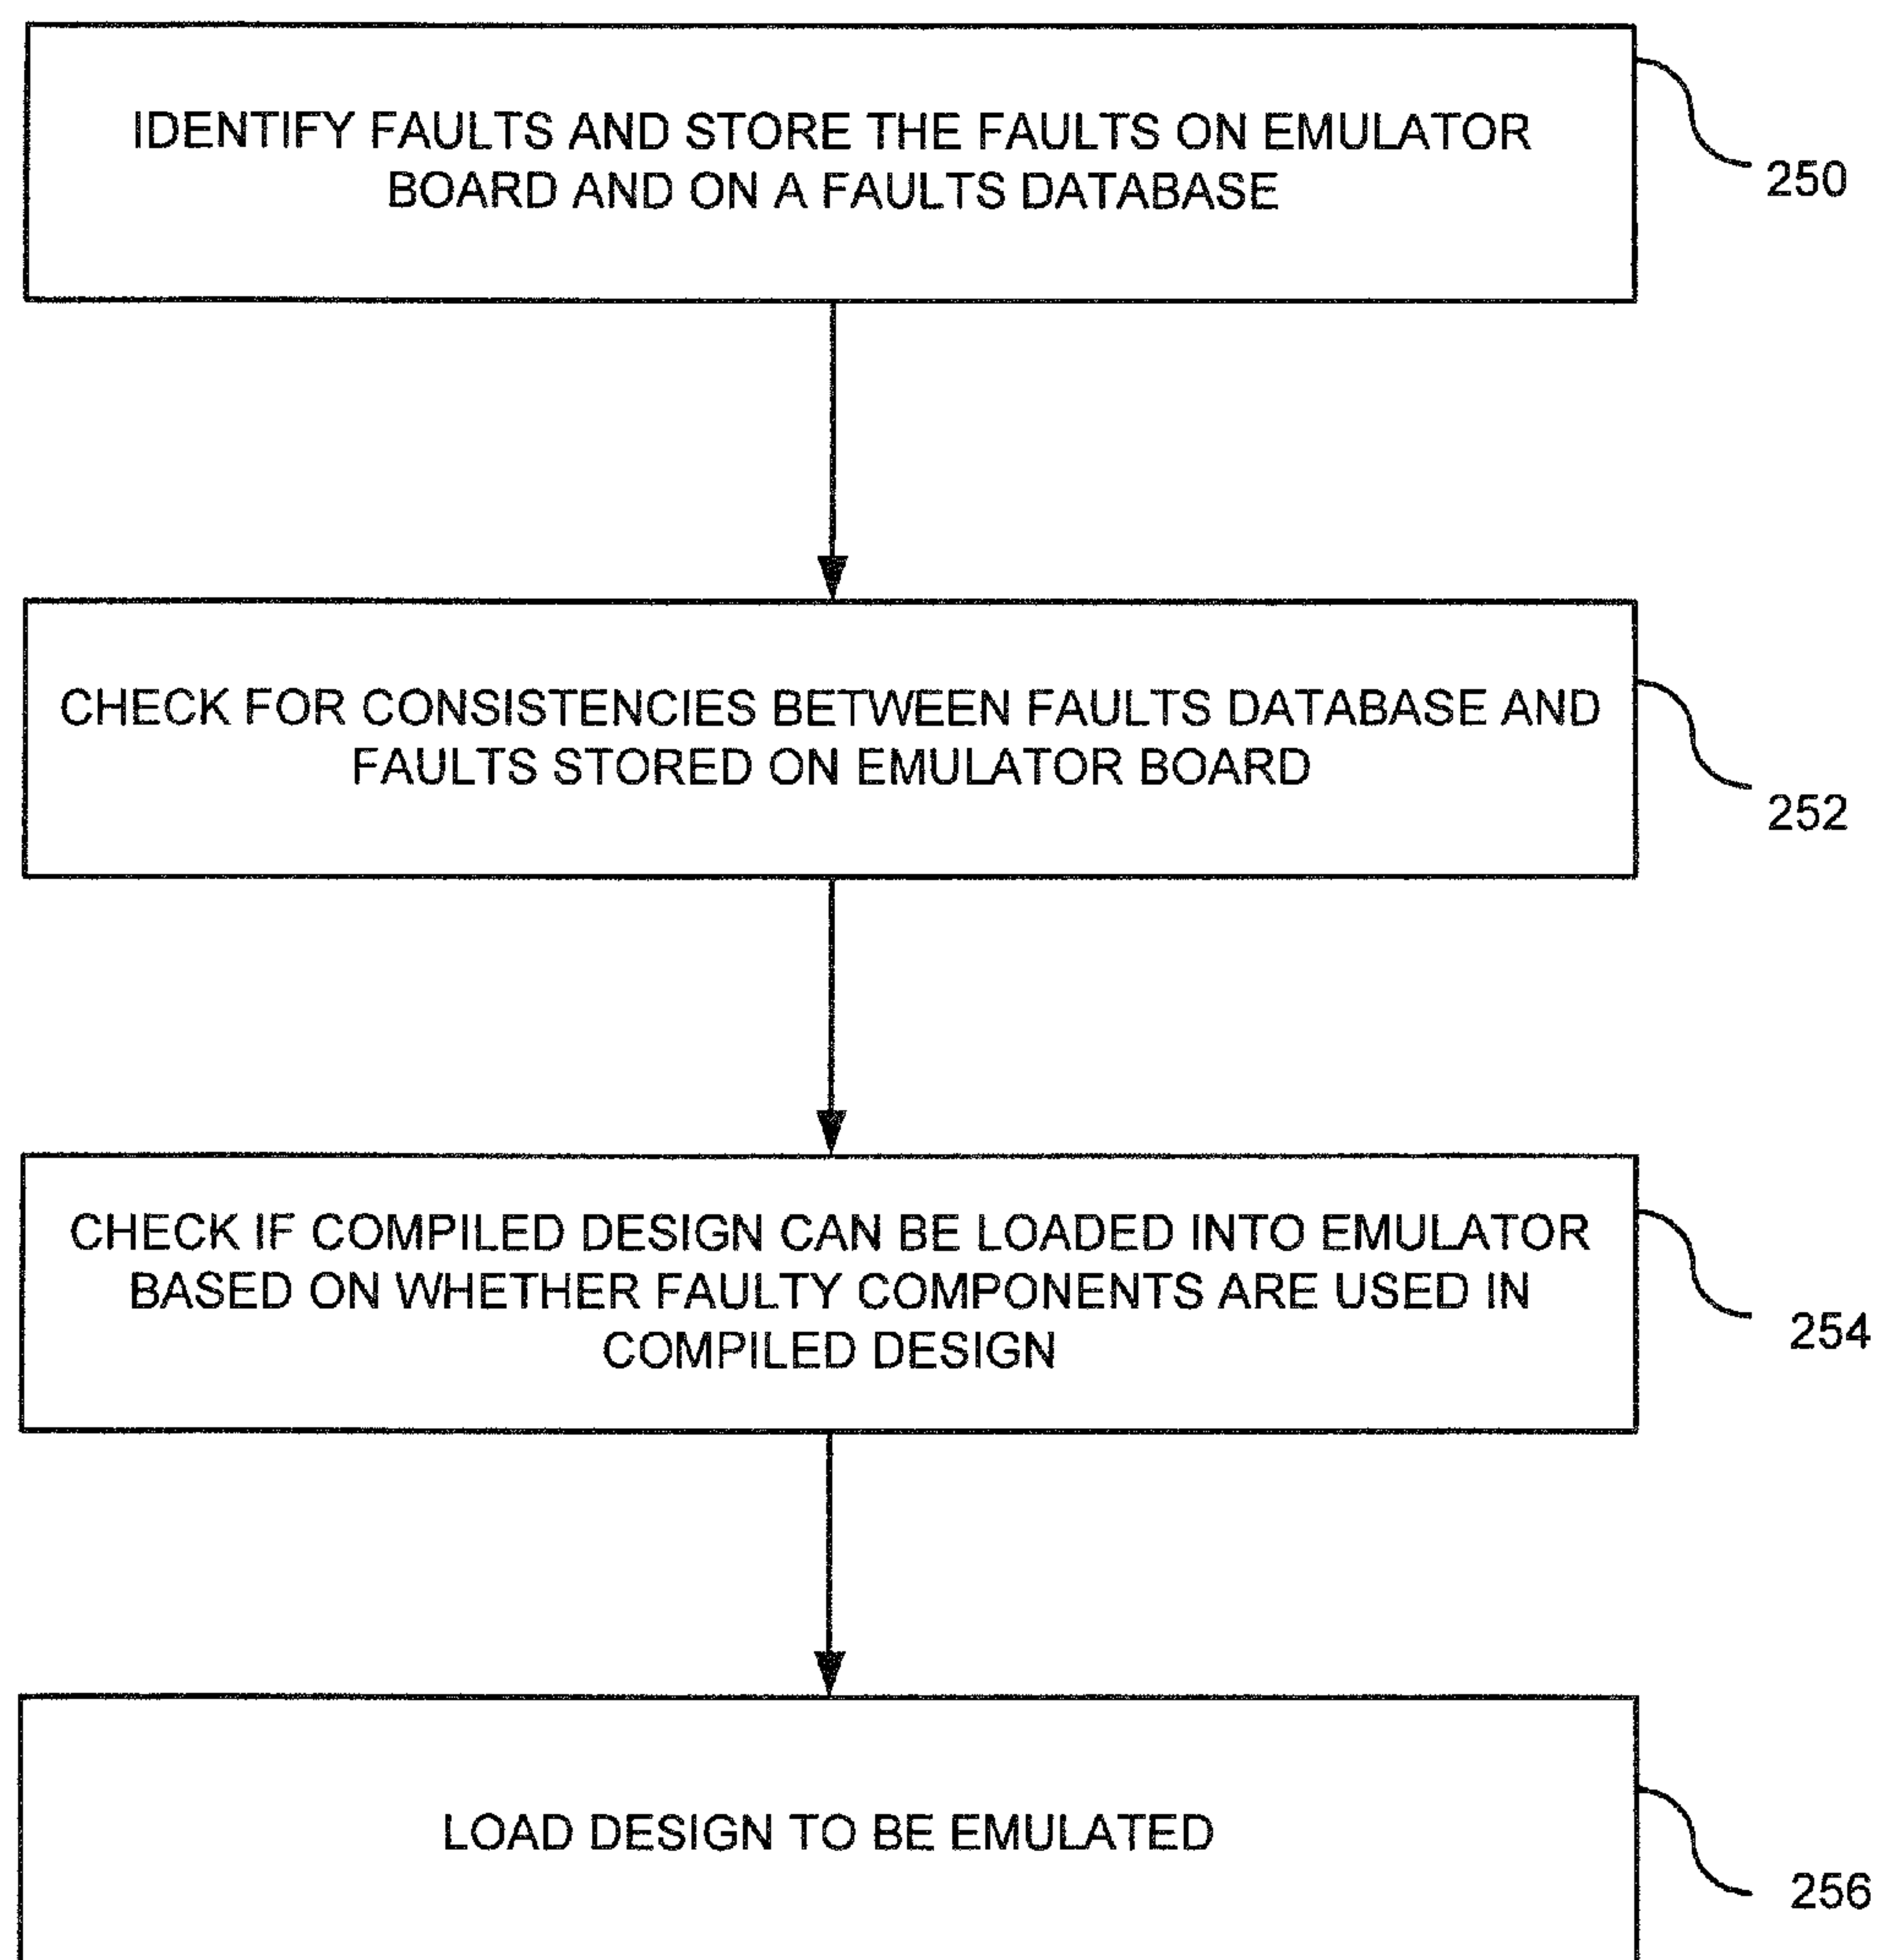 IDENTIFY FAULTS AND STORE THE FAULTS ON EMULATOR
BOARD AND ON A FAULTS DATABASE
250
CHECK FOR CONSISTENCIES BETWEEN FAULTS DATABASE AND
FAULTS STORED ON EMULATOR BOARD
252
CHECK IF COMPILED DESIGN CAN BE LOADED INTO EMULATOR
BASED ON WHETHER FAULTY COMPONENTS ARE USED IN
COMPILED DESIGN
254
LOAD DESIGN TO BE EMULATED
256